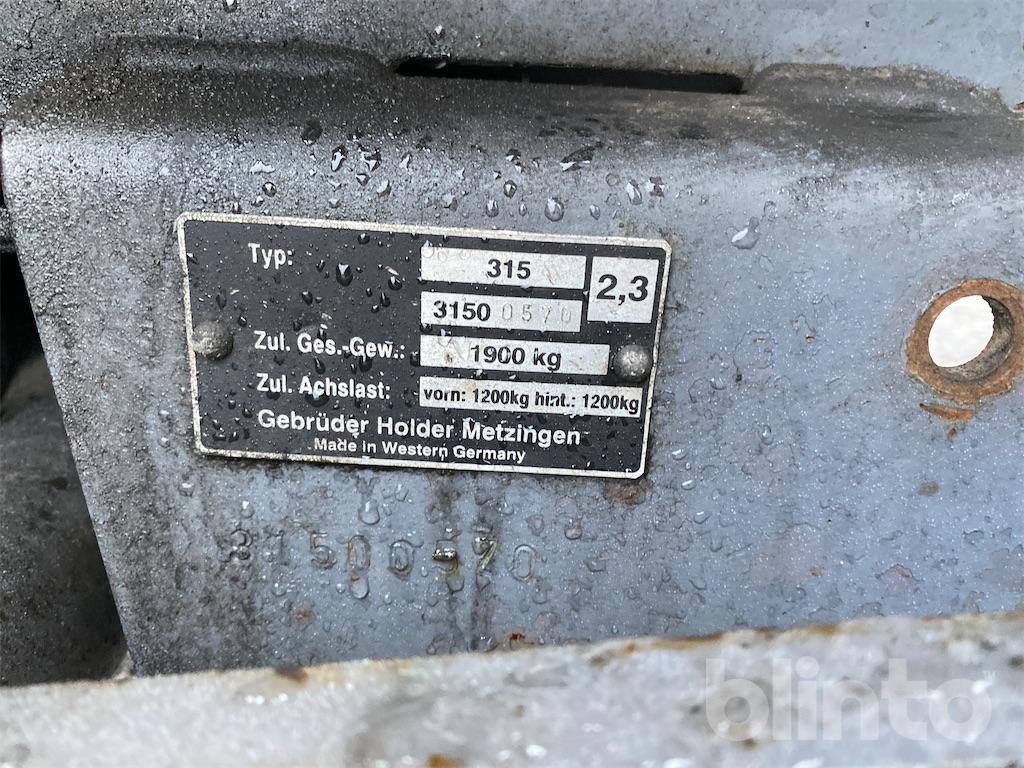 Typ: 315 2,3
3150 0570
Zul. Ges.-Gew.: 1900 kg
Zul. Achslast: vorn: 1200kg hint.: 1200kg
Gebrüder Holder Metzingen
Made in Western Germany
31500570
blinto